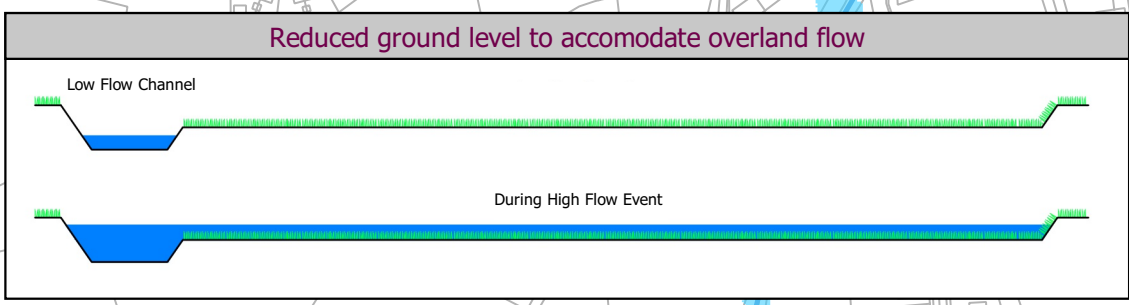 Reduced ground level to accomodate overland flow
Low Flow Channel
During High Flow Event